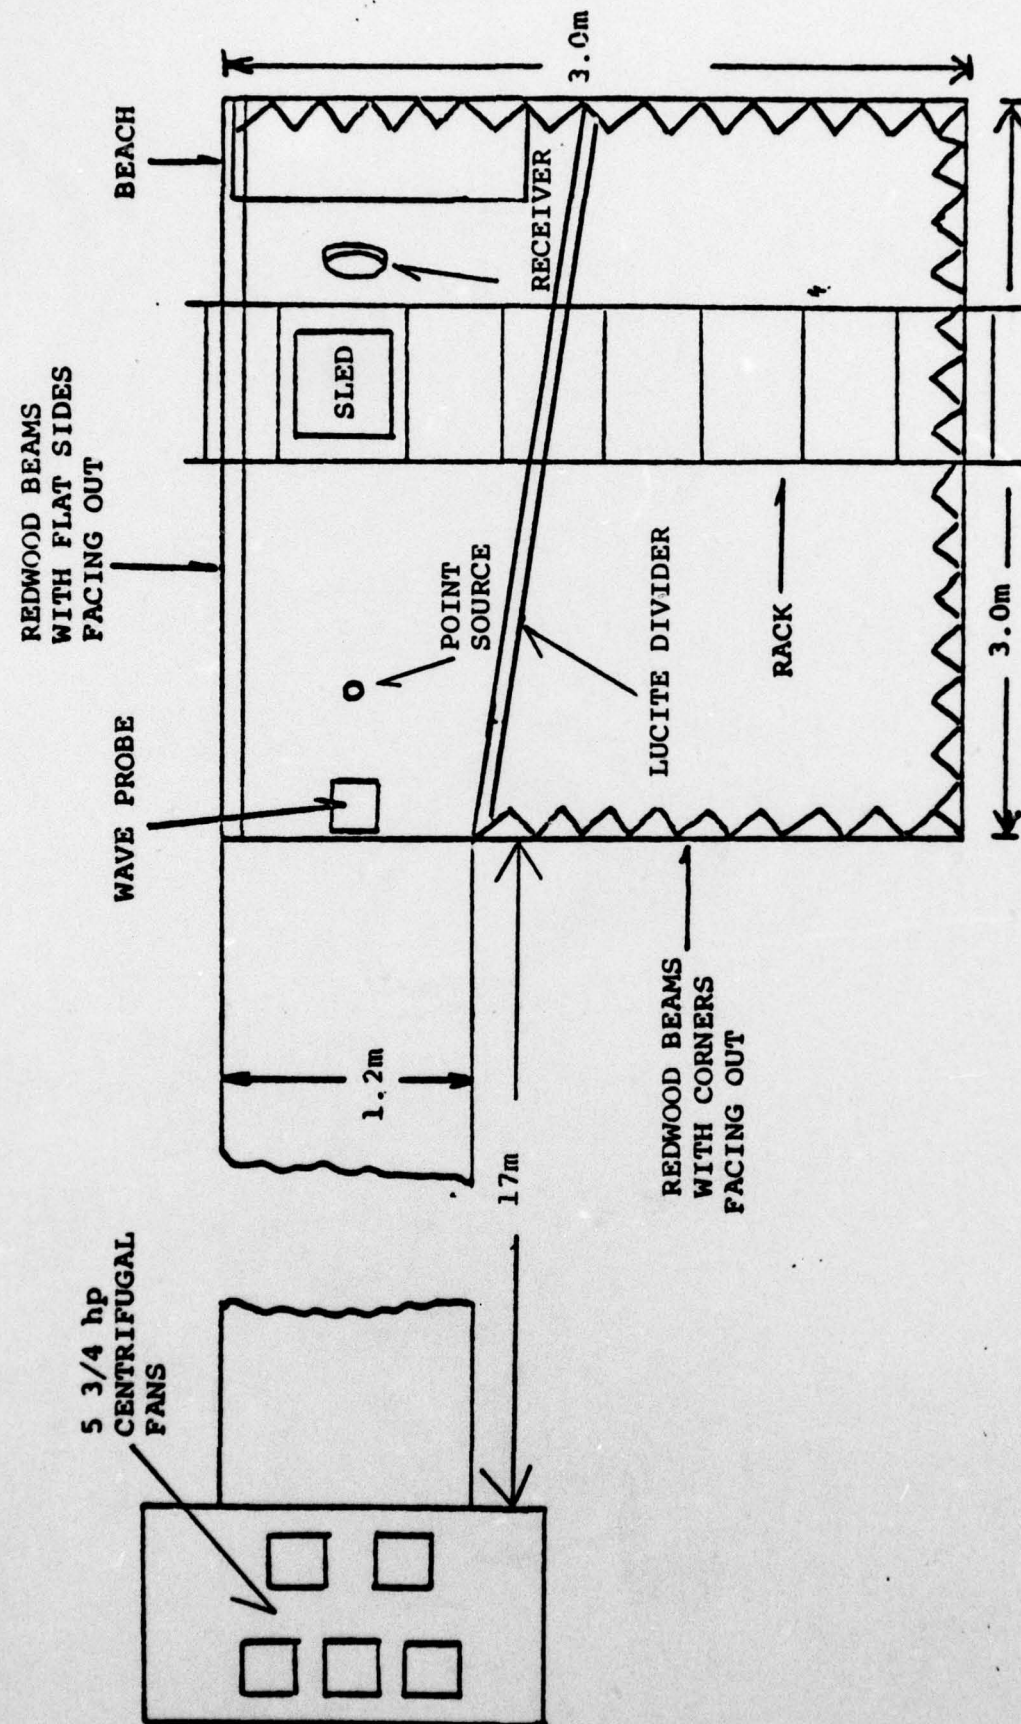 5 3/4 hp
CENTRIFUGAL
FANS
1.2m
17m
WAVE PROBE
REDWOOD BEAMS
WITH FLAT SIDES
FACING OUT
BEACH
POINT
SOURCE
SLED
RECEIVER
LUCITE DIVIDER
RACK
REDWOOD BEAMS
WITH CORNERS
FACING OUT
3.0m
3.0m